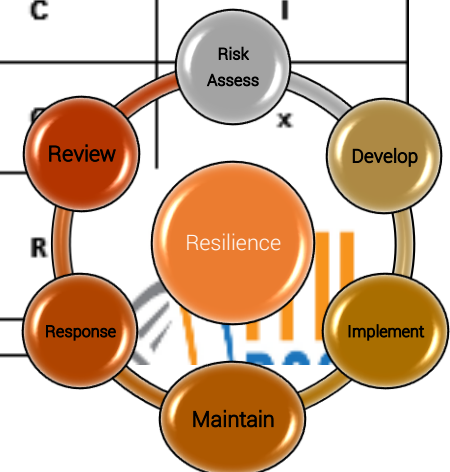 C
I
Risk
Assess
x
Review
Develop
R
Resilience
Response
Implement
Maintain